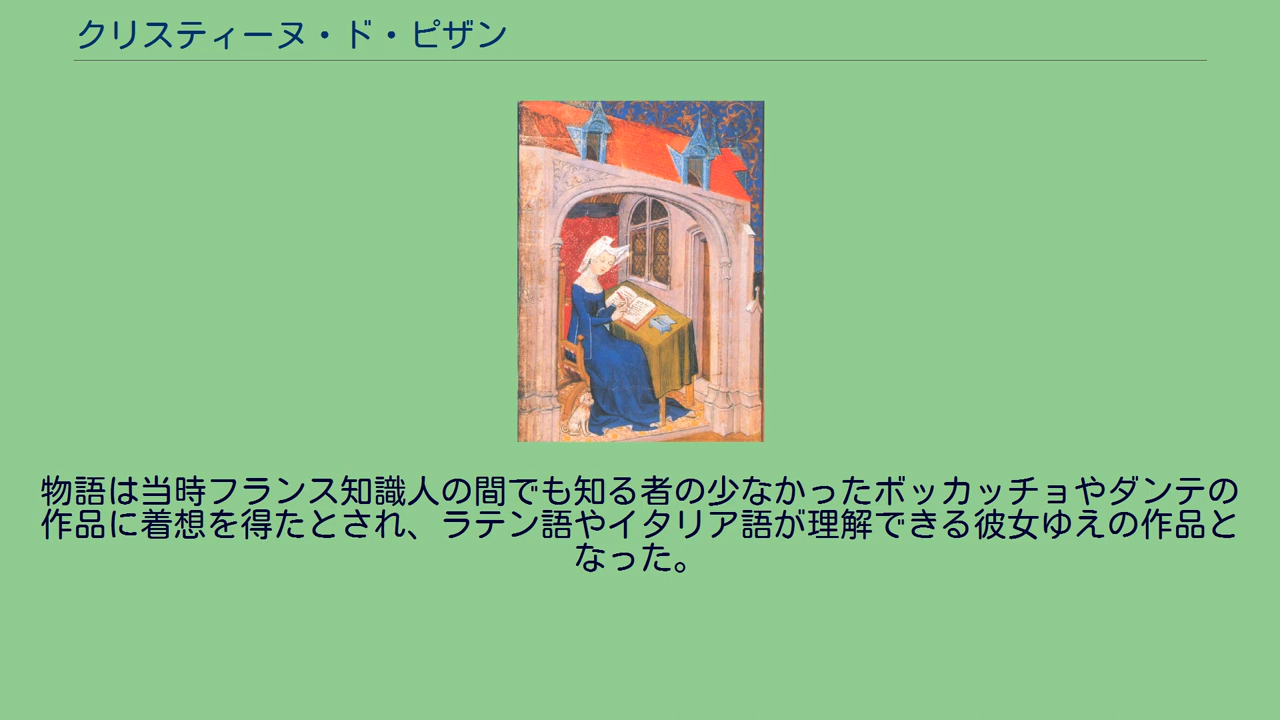 クリスティーヌ・ド・ピザン
物語は当時フランス知識人の間でも知る者の少なかったボッカッチョやダンテの
作品に着想を得たとされ、ラテン語やイタリア語が理解できる彼女ゆえの作品と
なった。